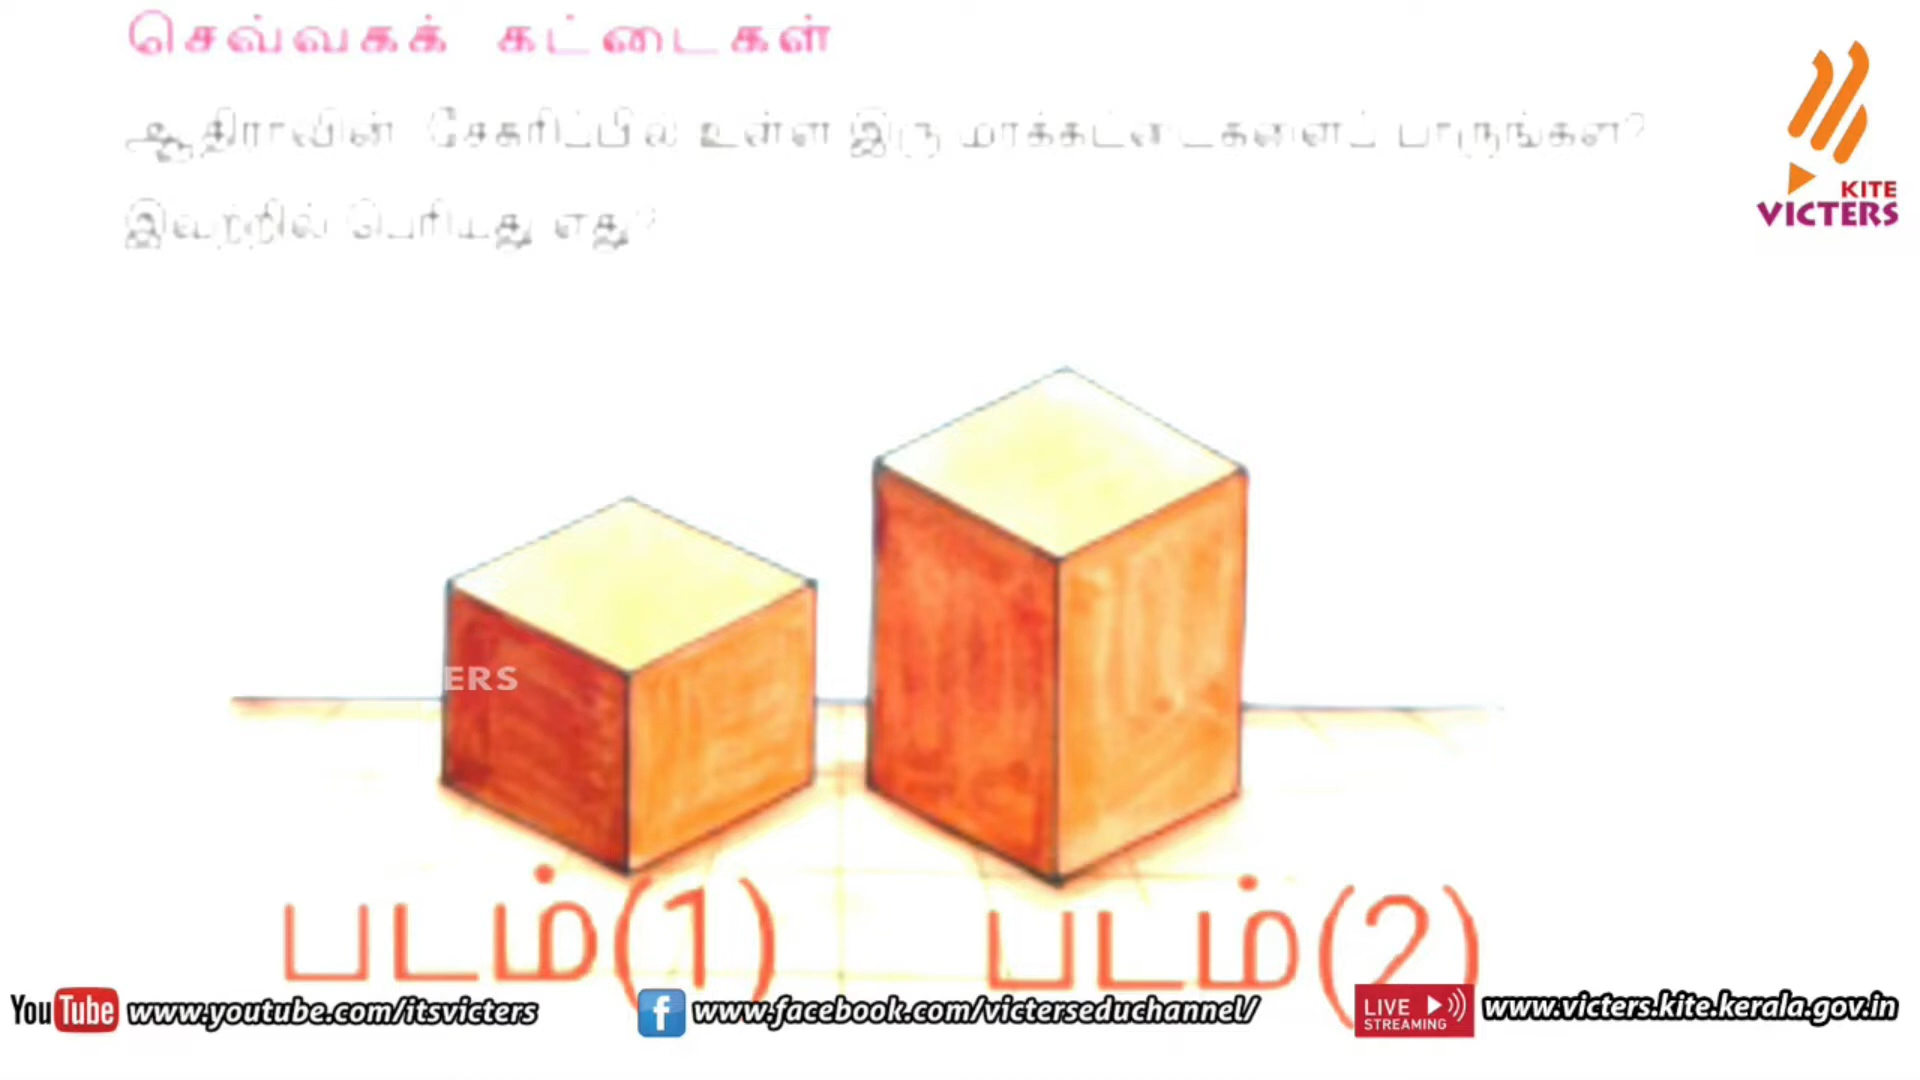 செவ்வகக் கட்டைகள்
ஆதிராவின் சேகரிப்பில் உள்ள இரு மரக்கட்டைகளைப் பாருங்கள்?
இவற்றில் பெரியது எது?
KITE
VICTERS
ERS
படம்(1) படம்(2)
You Tube www.youtube.com/itsvicters f www.facebook.com/victerseduchannel/ LIVE STREAMING www.victers.kite.kerala.gov.in